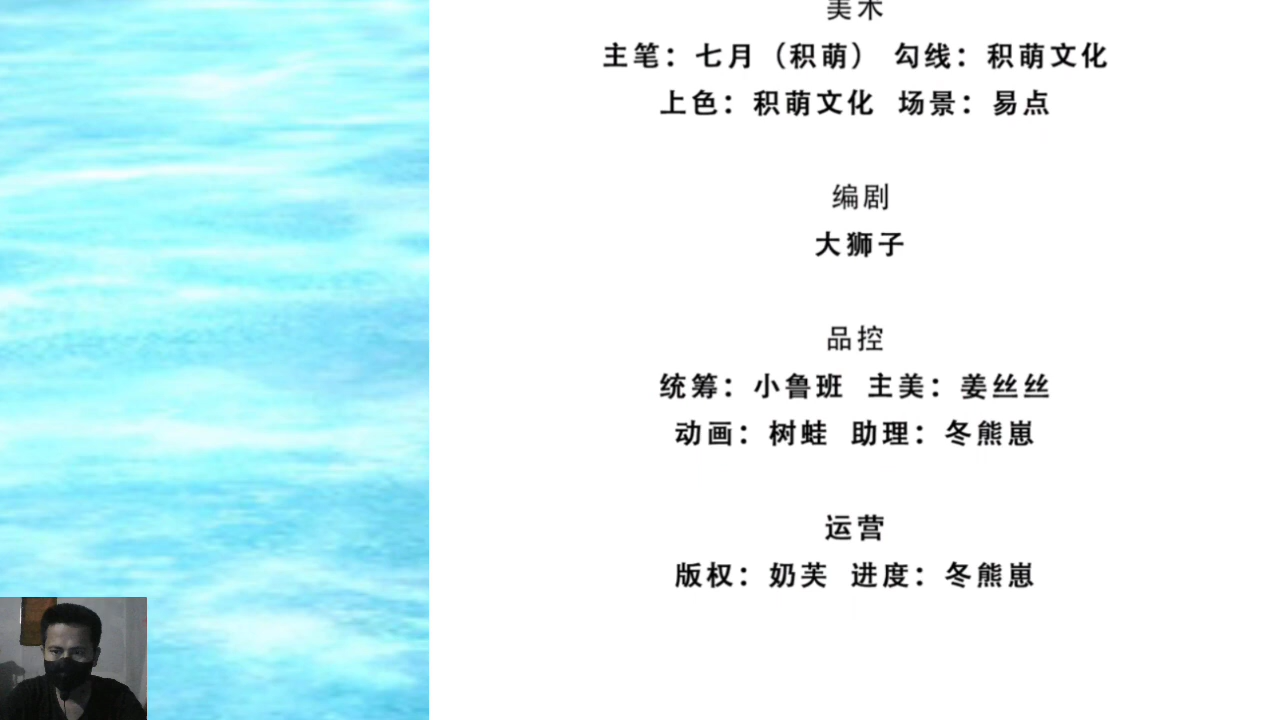 美术
主笔：七月（积萌） 勾线：积萌文化
上色：积萌文化 场景：易点
编剧
大狮子
品控
统筹：小鲁班 主美：姜丝丝
动画：树蛙 助理：冬熊崽
运营
版权：奶芙 进度：冬熊崽